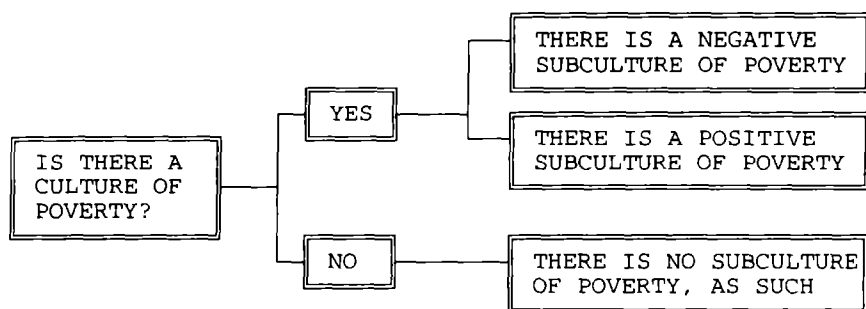 IS THERE A
CULTURE OF
POVERTY?
YES
THERE IS A NEGATIVE
SUBCULTURE OF POVERTY
THERE IS A POSITIVE
SUBCULTURE OF POVERTY
NO
THERE IS NO SUBCULTURE
OF POVERTY, AS SUCH